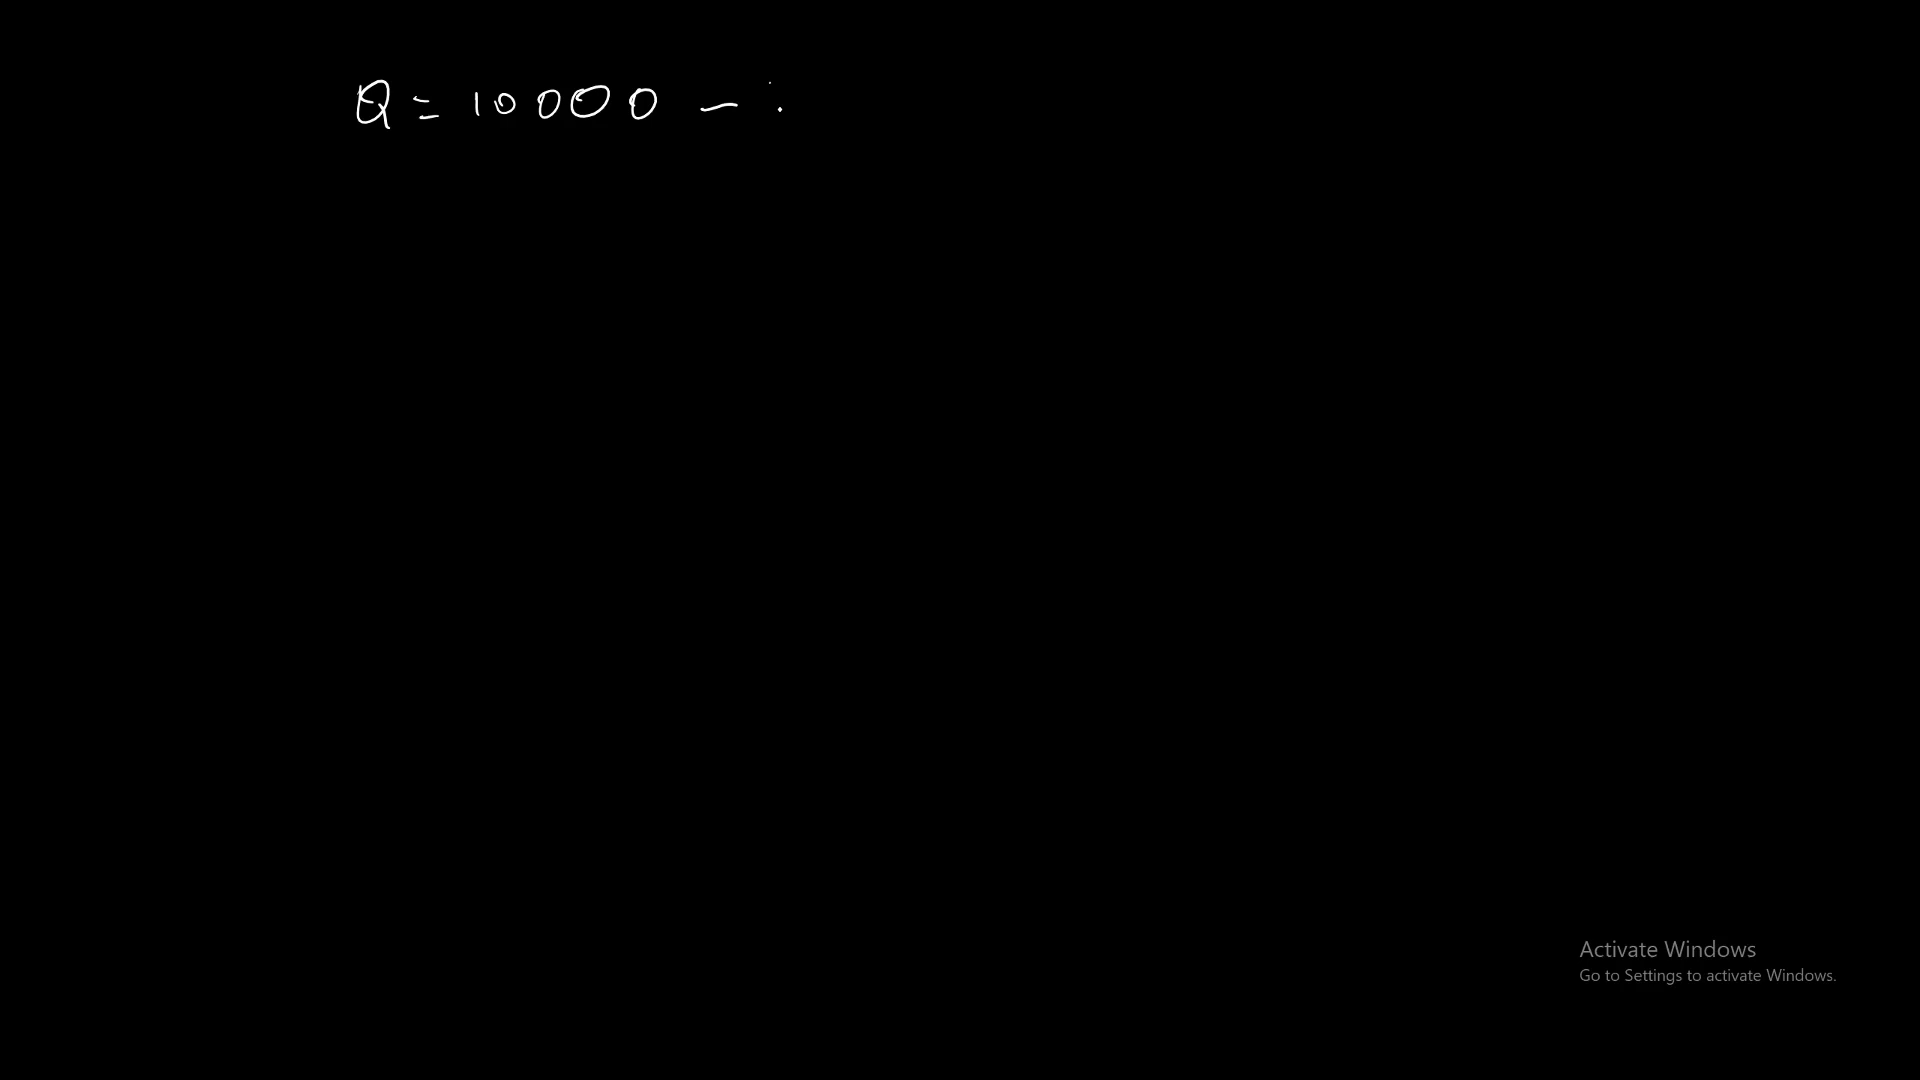 Q = 10000 -
Activate Windows
Go to Settings to activate Windows.